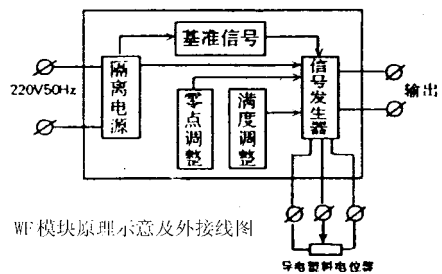 基准信号
隔离电源
220V50Hz
零点调整
满度调整
信号发生器
输出
WF模块原理示意及外接线图
导电塑料电位器